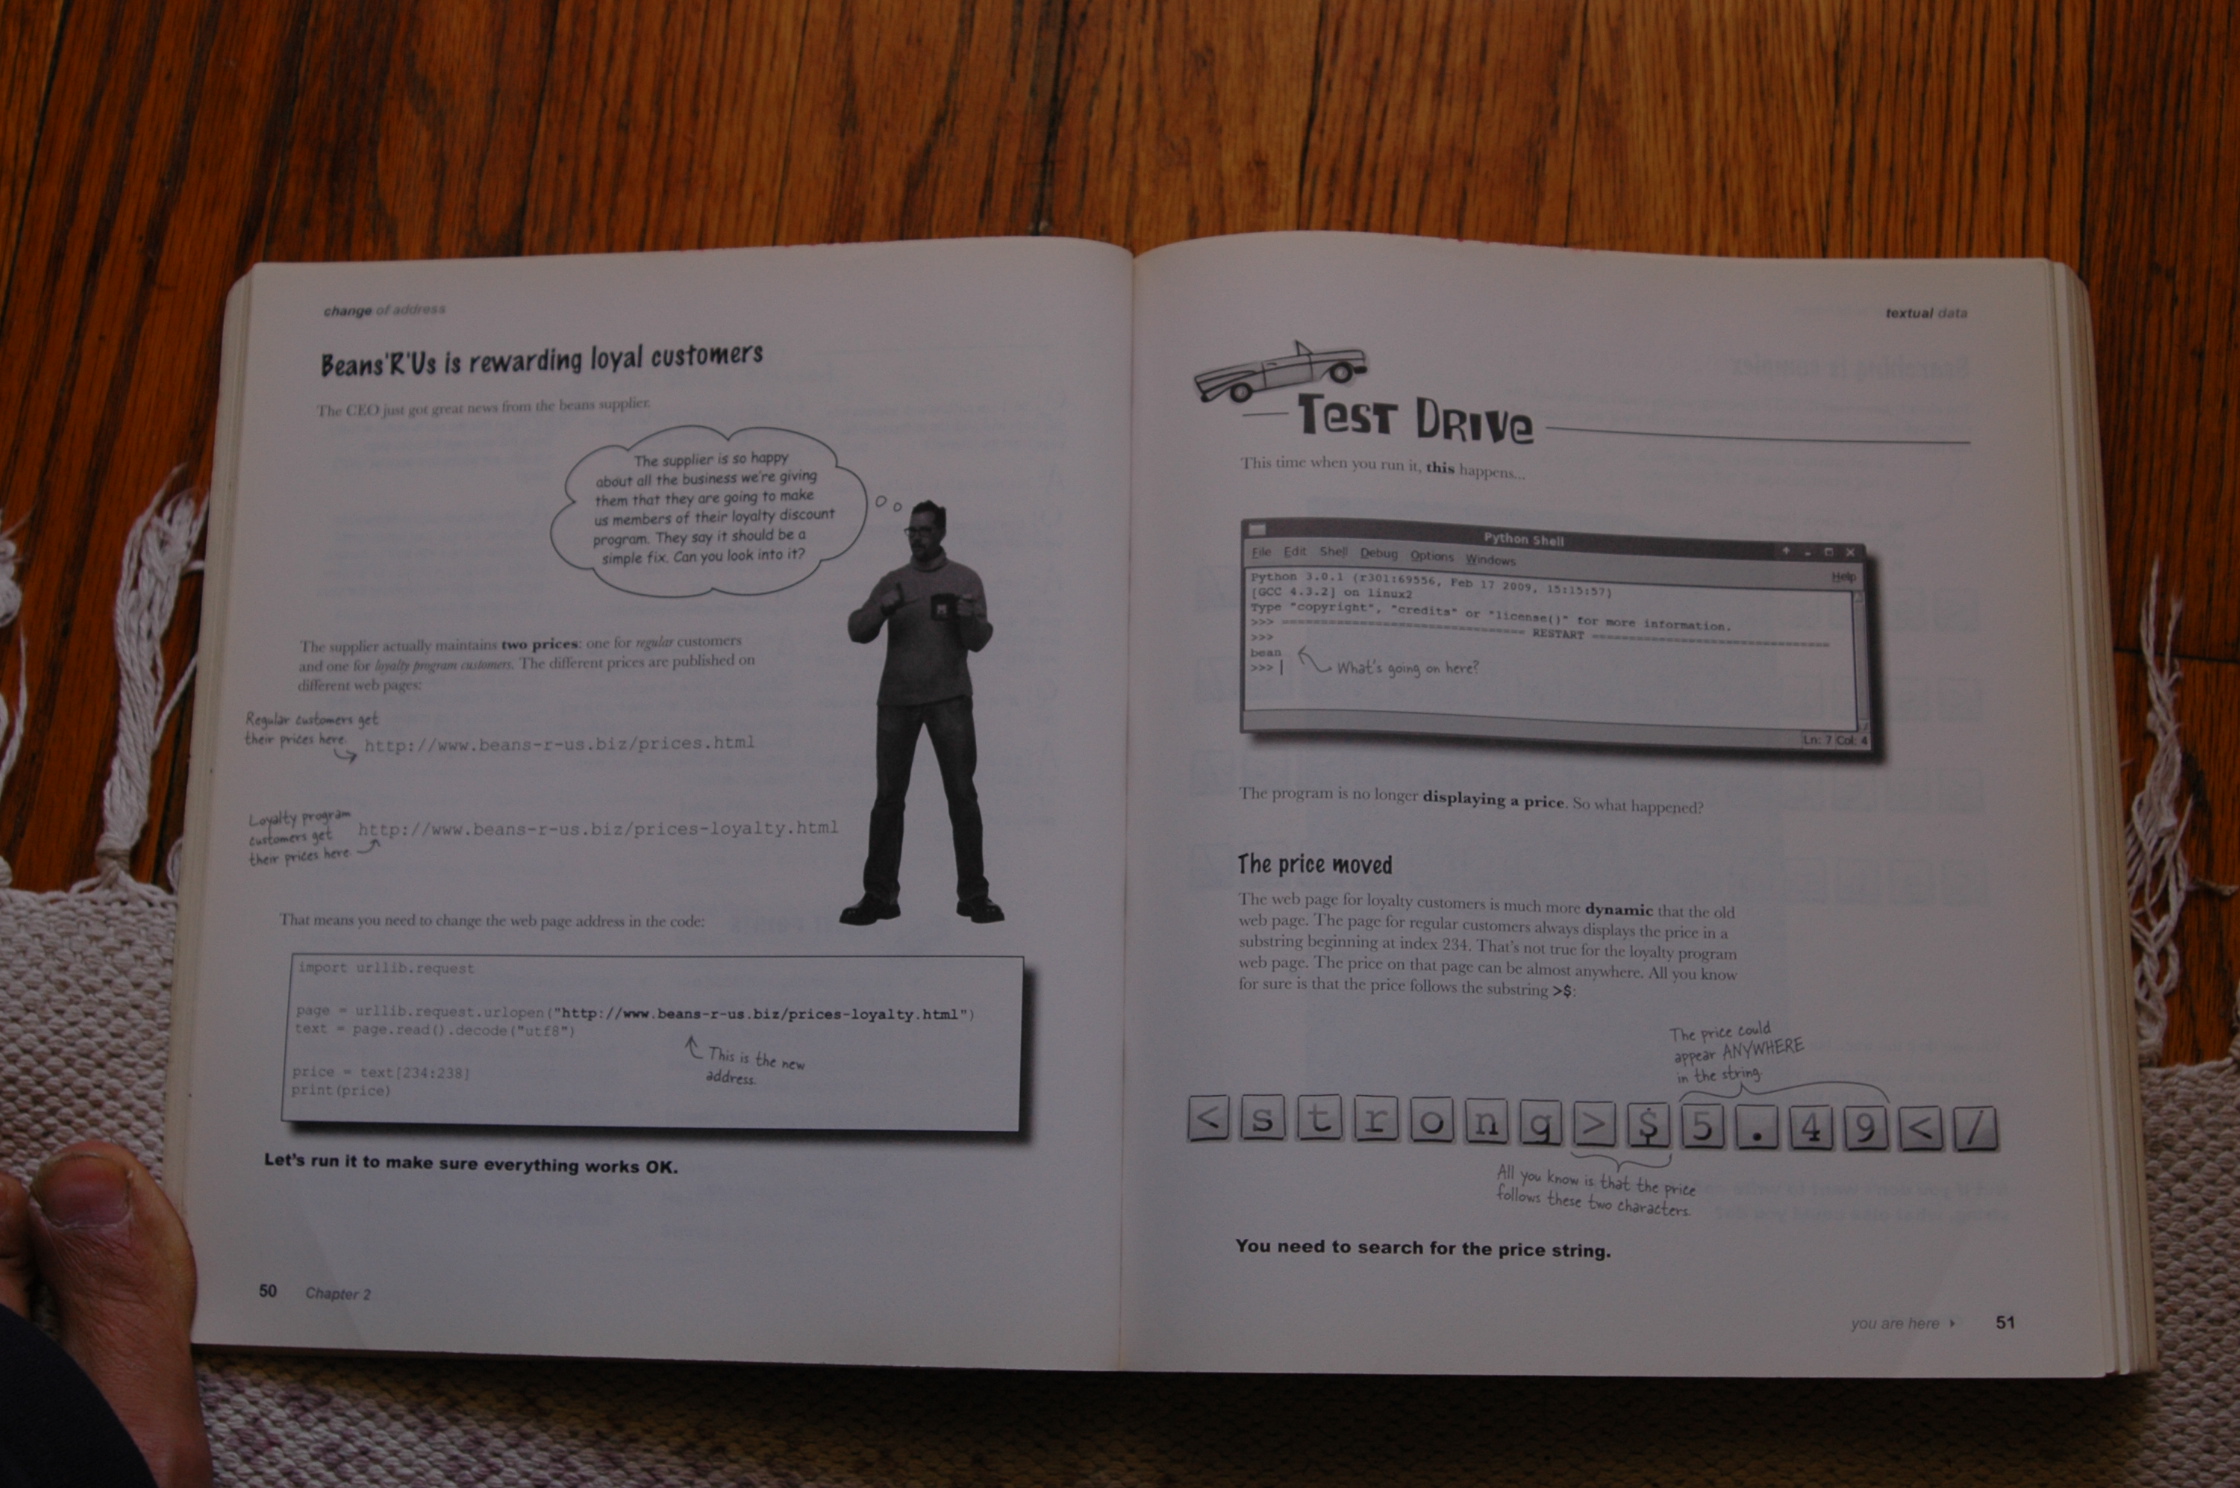 change of address
Beans'R'Us is rewarding loyal customers
The CEO just got great news from the beans supplier.
The supplier is so happy
about all the business we're giving
them that they are going to make
us members of their loyalty discount
program. They say it should be a
simple fix. Can you look into it?
The supplier actually maintains two prices: one for regular customers
and one for loyalty program customers. The different prices are published on
different web pages:
Regular customers get
their prices here.
http://www.beans-r-us.biz/prices.html
Loyalty program
customers get
their prices here
http://www.beans-r-us.biz/prices-loyalty.html
That means you need to change the web page address in the code:
import urllib.request
page = urllib.request.urlopen("http://www.beans-r-us.biz/prices-loyalty.html")
text = page.read().decode("utf8")
This is the new
address.
price = text[234:238]
print(price)
Let's run it to make sure everything works OK.
50 Chapter 2
textual data
Test Drive
This time when you run it, this happens...
Python Shell
File Edit Shell Debug Options Windows Help
Python 3.0.1 (r301:69556, Feb 17 2009, 15:15:57)
[GCC 4.3.2] on linux2
Type "copyright", "credits" or "license()" for more information.
>>> ================================ RESTART ================================
>>>
bean
>>>
What's going on here?
Ln: 7 Col: 4
The program is no longer displaying a price. So what happened?
The price moved
The web page for loyalty customers is much more dynamic that the old
web page. The page for regular customers always displays the price in a
substring beginning at index 234. That's not true for the loyalty program
web page. The price on that page can be almost anywhere. All you know
for sure is that the price follows the substring >$:
The price could
appear ANYWHERE
in the string.
<strong>$5.49</
All you know is that the price
follows these two characters.
You need to search for the price string.
you are here ▸ 51